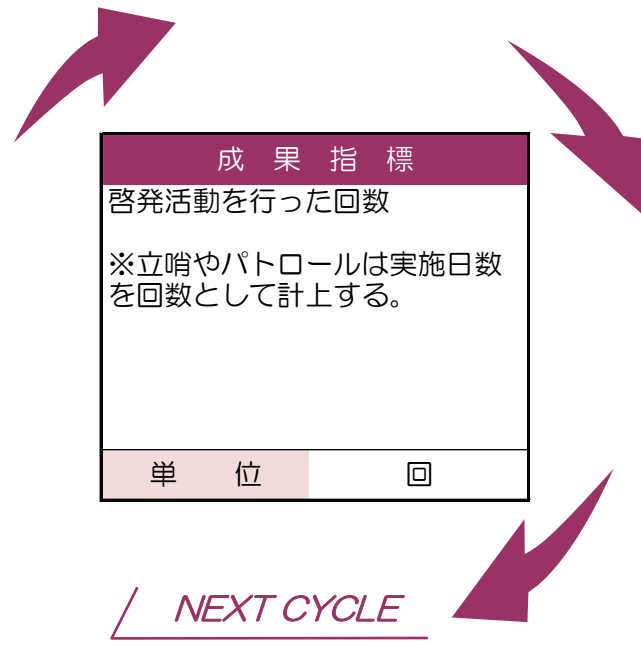 成果指標
啓発活動を行った回数
※立哨やパトロールは実施日数
を回数として計上する。
単位 回
NEXT CYCLE